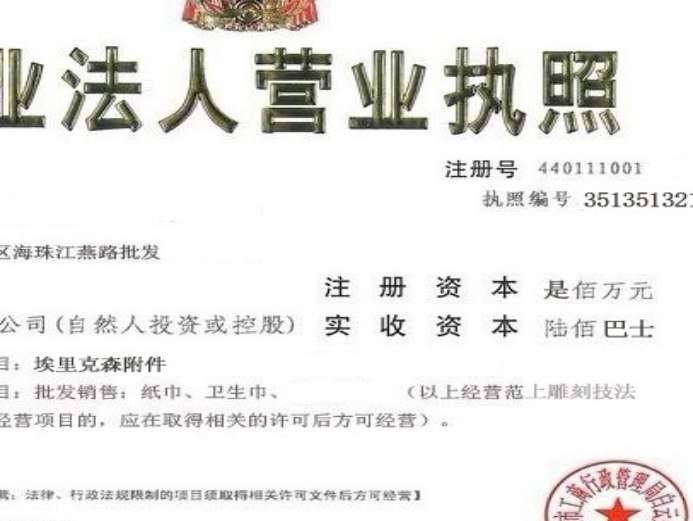 业法人营业执照
注册号 440111001
执照编号 351351321
区海珠江燕路批发
注册资本 是佰万元
公司(自然人投资或控股) 实收资本 陆佰巴士
目：埃里克森附件
目：批发销售：纸巾、卫生巾、 （以上经营范上雕刻技法
经营项目的，应在取得相关的许可后方可经营）。
营：法律、行政法规限制的项目须取得相关许可文件后方可经营】
市工商行政管理局白云